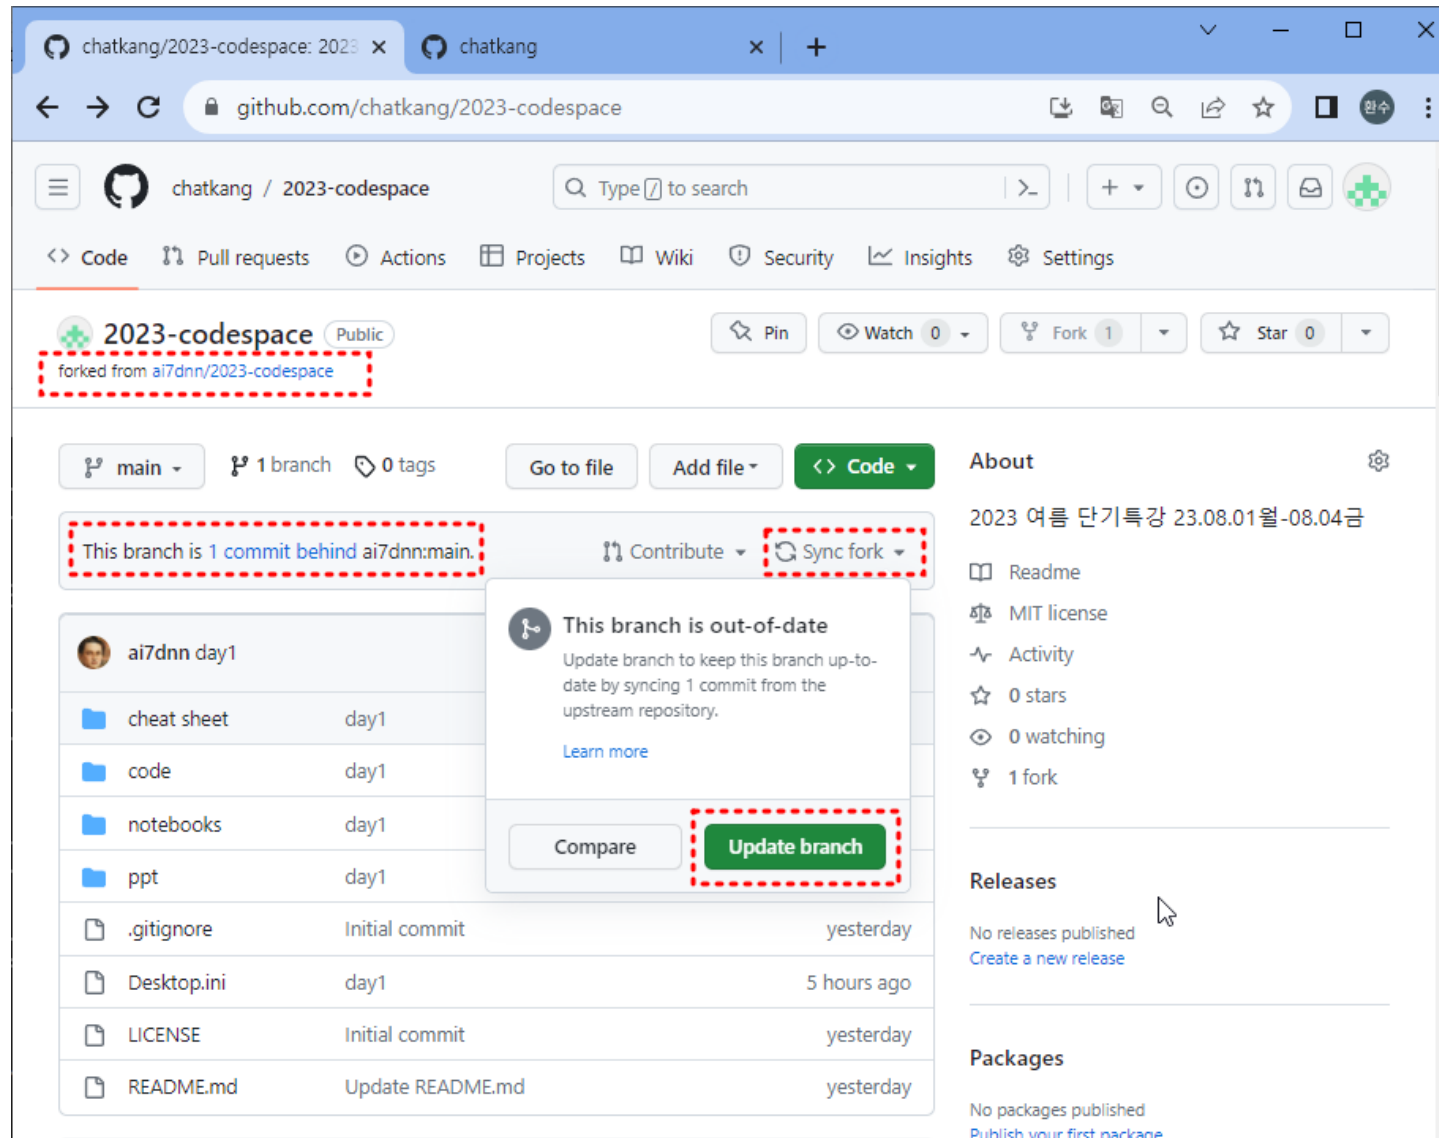 chatkang/2023-codespace: 2023
chatkang
github.com/chatkang/2023-codespace
환수
chatkang / 2023-codespace
Type / to search
Code Pull requests Actions Projects Wiki Security Insights Settings
2023-codespace Public
Pin Watch 0 Fork 1 Star 0
forked from ai7dnn/2023-codespace
main 1 branch 0 tags Go to file Add file Code
This branch is 1 commit behind ai7dnn:main. Contribute Sync fork
This branch is out-of-date
Update branch to keep this branch up-to-
date by syncing 1 commit from the
upstream repository.
Learn more
Compare Update branch
ai7dnn day1
cheat sheet day1
code day1
notebooks day1
ppt day1
.gitignore Initial commit yesterday
Desktop.ini day1 5 hours ago
LICENSE Initial commit yesterday
README.md Update README.md yesterday
About
2023 여름 단기특강 23.08.01월-08.04금
Readme
MIT license
Activity
0 stars
0 watching
1 fork
Releases
No releases published
Create a new release
Packages
No packages published
Publish your first package